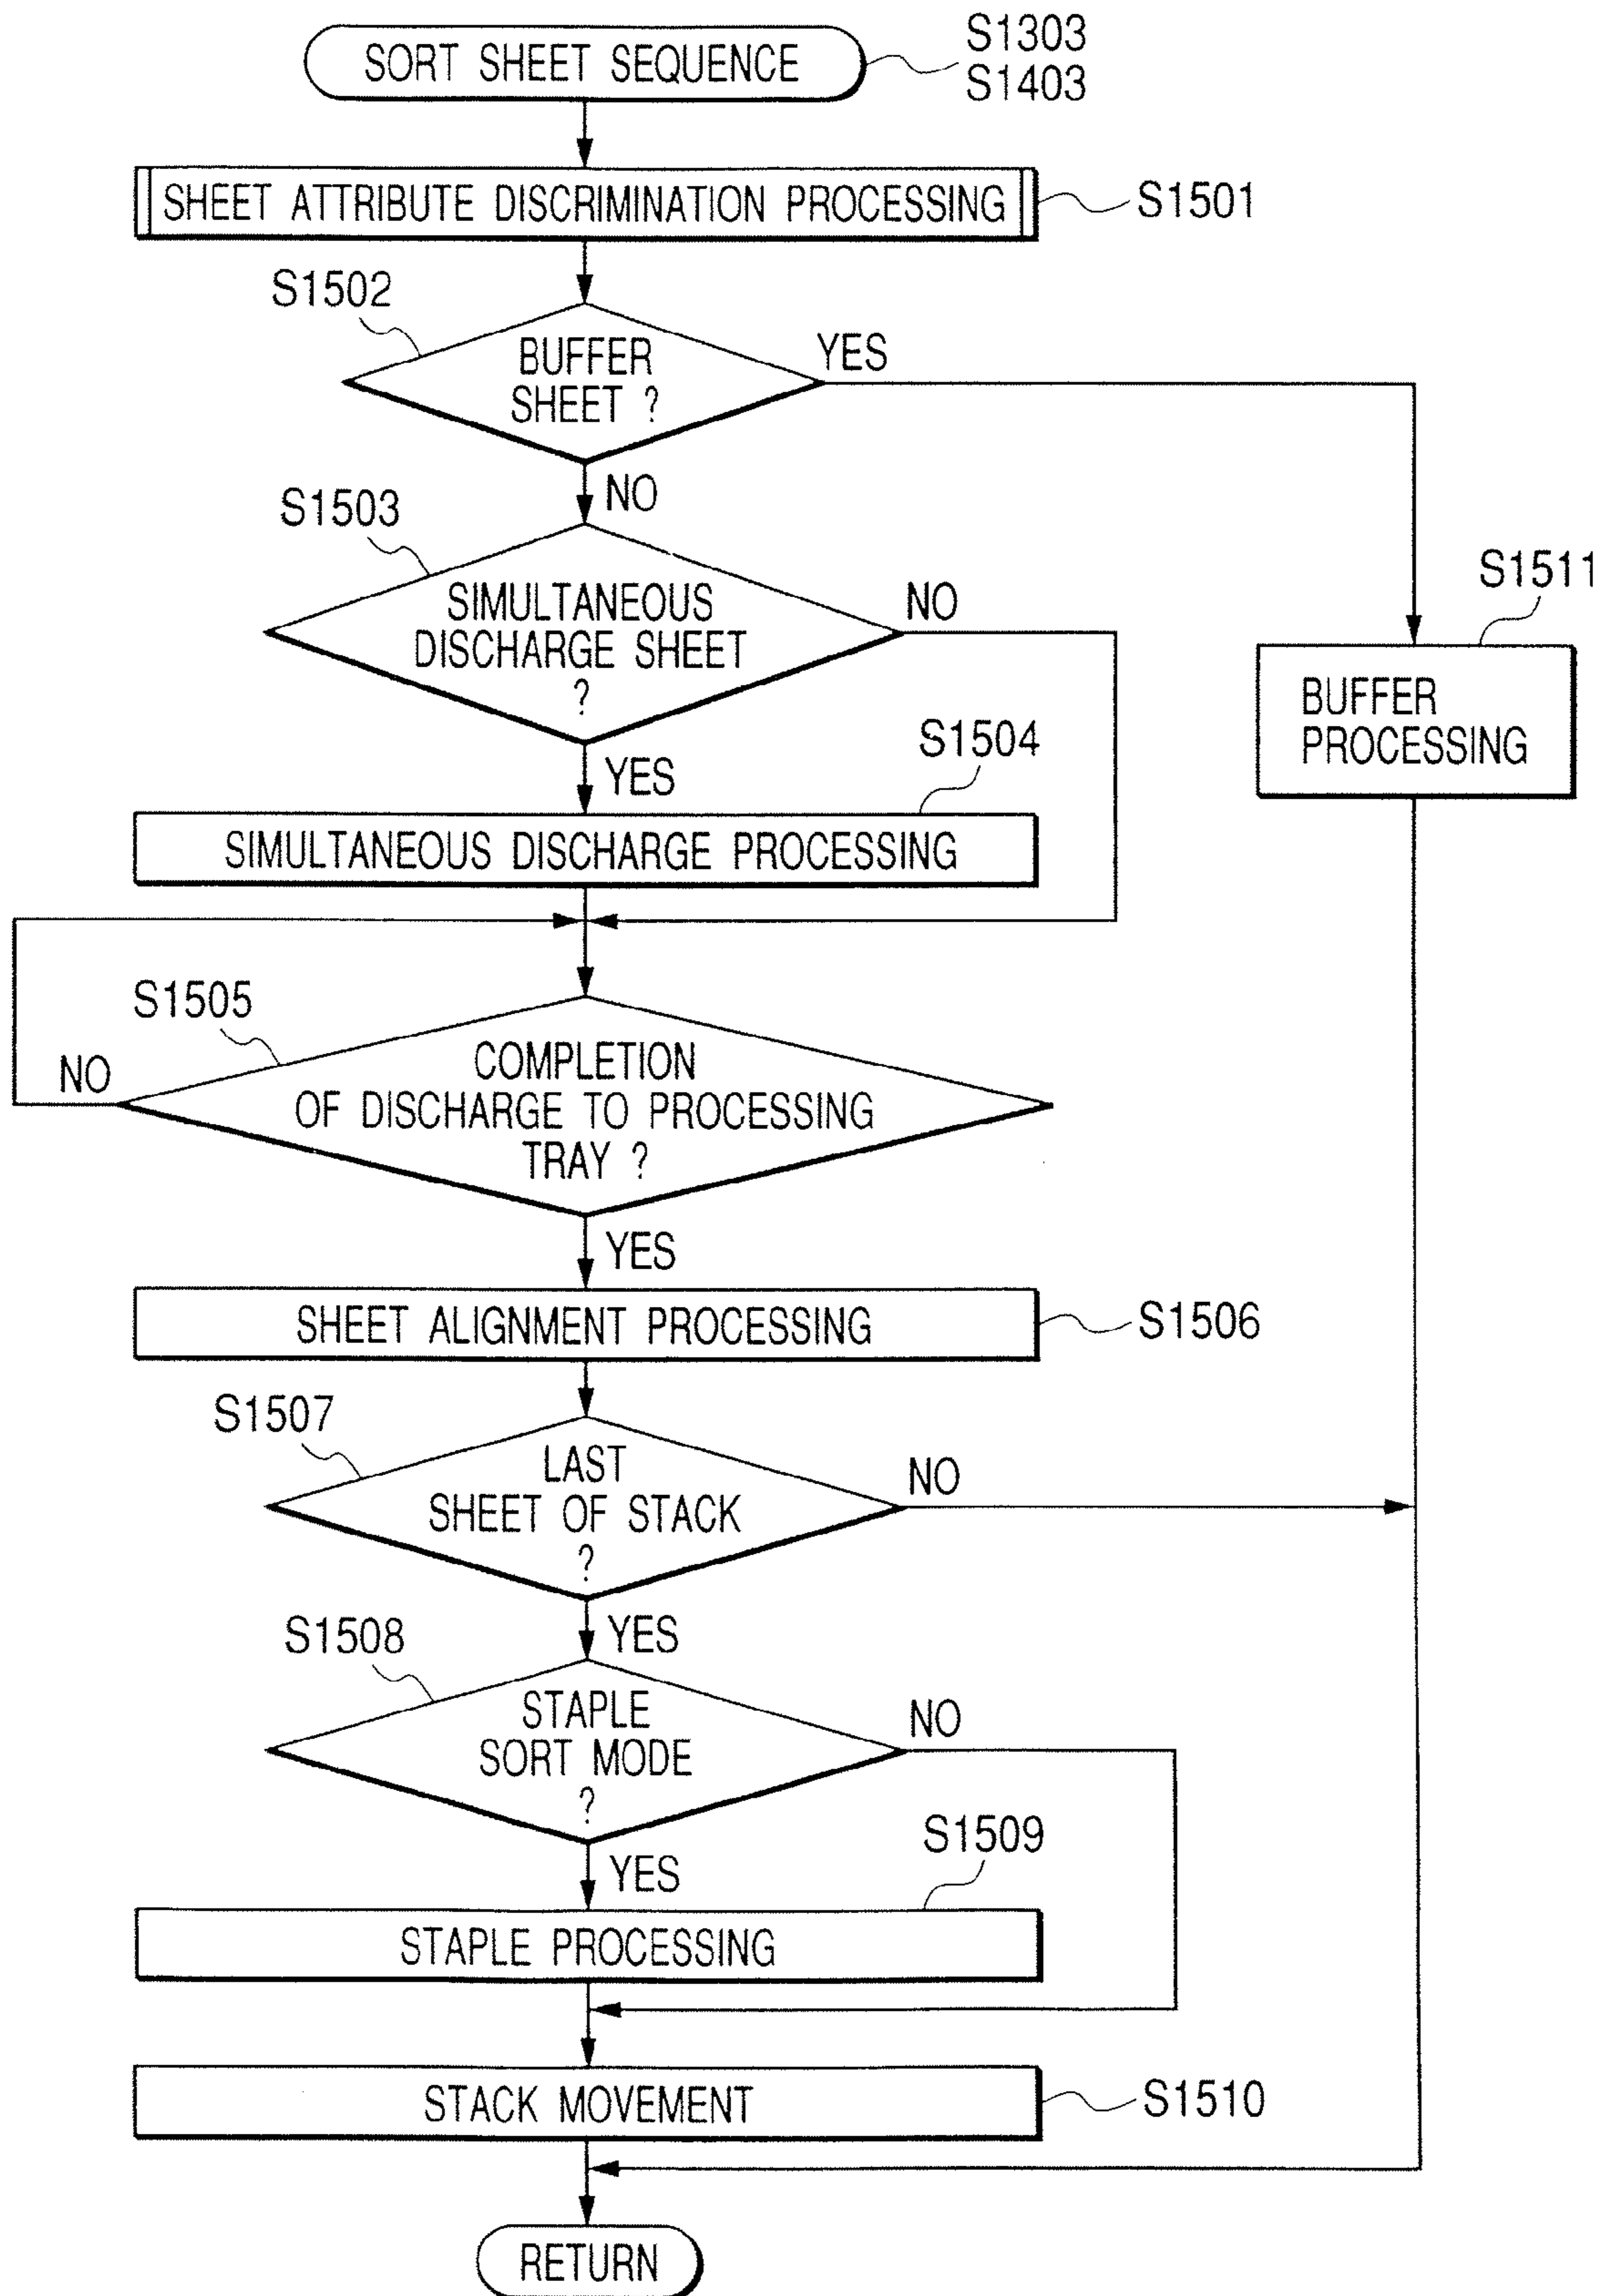 SORT SHEET SEQUENCE
S1303
S1403
SHEET ATTRIBUTE DISCRIMINATION PROCESSING
S1501
S1502
BUFFER
SHEET ?
YES
NO
S1503
SIMULTANEOUS
DISCHARGE SHEET
?
NO
S1511
BUFFER
PROCESSING
YES
S1504
SIMULTANEOUS DISCHARGE PROCESSING
S1505
NO
COMPLETION
OF DISCHARGE TO PROCESSING
TRAY ?
YES
SHEET ALIGNMENT PROCESSING
S1506
S1507
LAST
SHEET OF STACK
?
NO
YES
S1508
STAPLE
SORT MODE
?
NO
YES
S1509
STAPLE PROCESSING
STACK MOVEMENT
S1510
RETURN